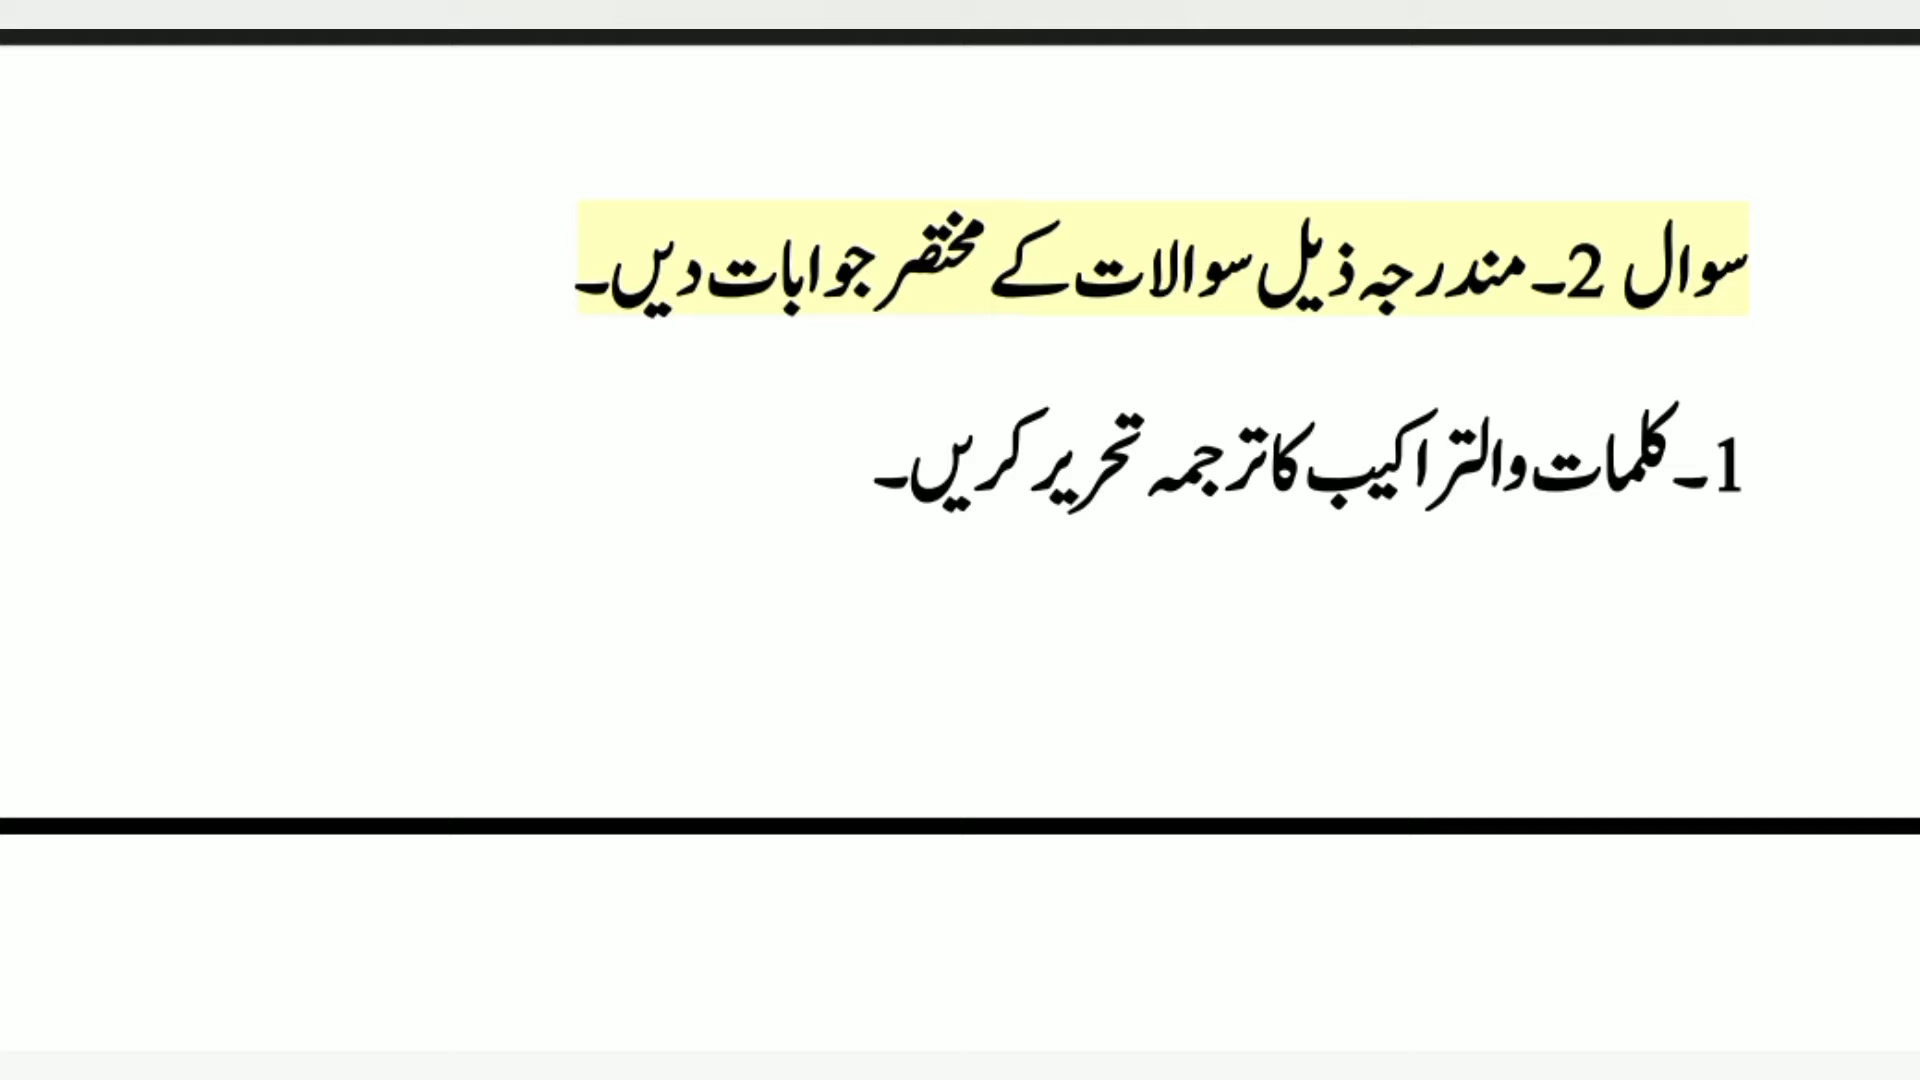 سوال 2۔ مندرجہ ذیل سوالات کے مختصر جوابات دیں۔
1۔ کلمات والتراکیب کا ترجمہ تحریر کریں۔